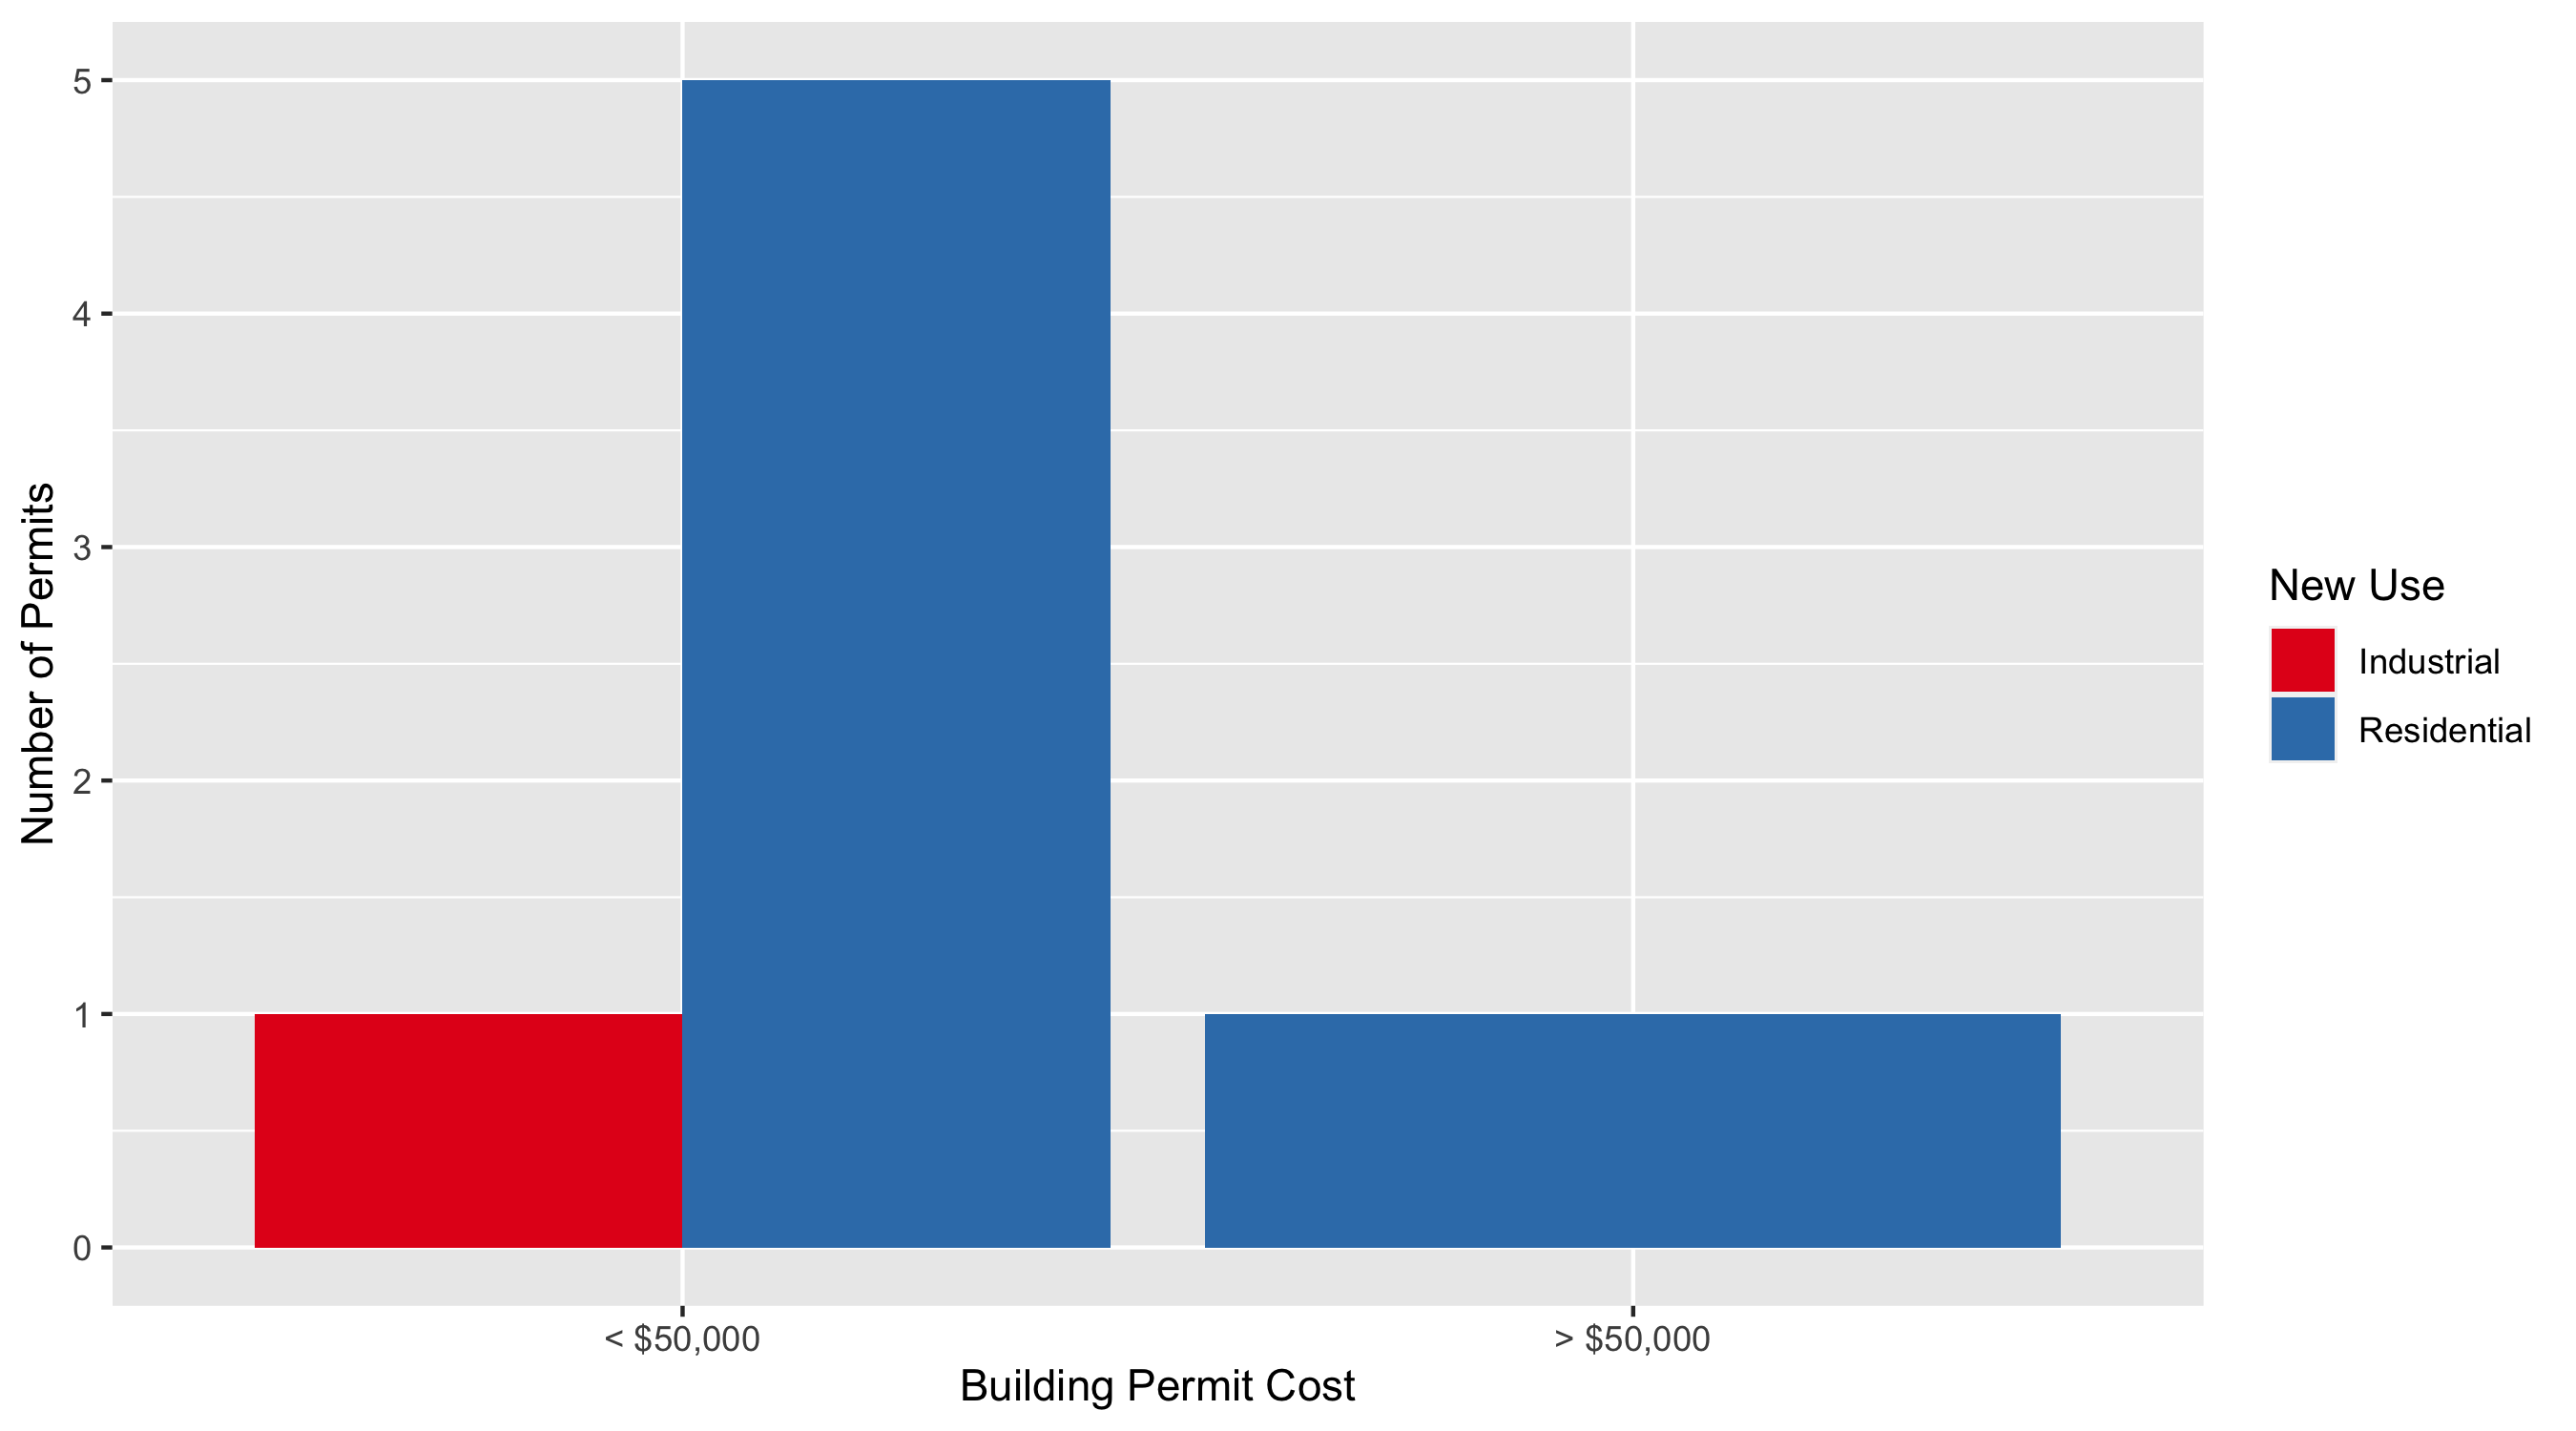 5
4
3
2
1
0
Number of Permits
< $50,000
> $50,000
Building Permit Cost
New Use
Industrial
Residential